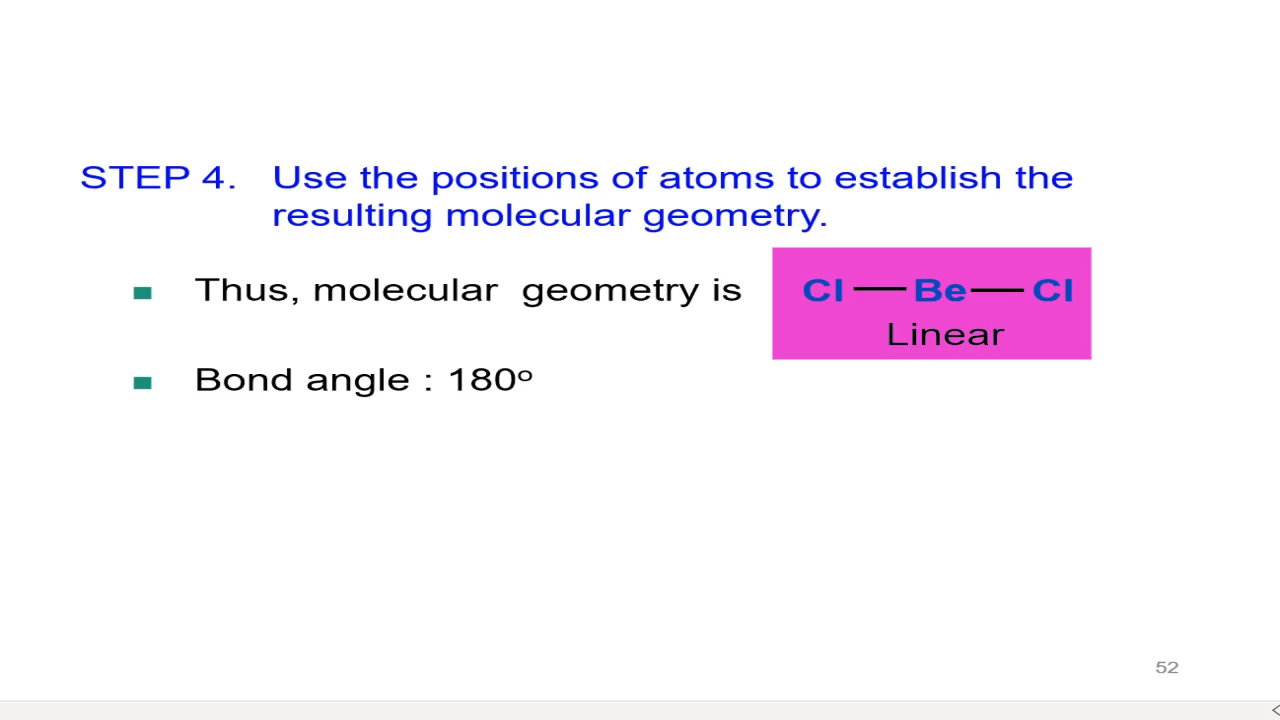 STEP 4. Use the positions of atoms to establish the
resulting molecular geometry.
■ Thus, molecular geometry is
Cl — Be — Cl
Linear
■ Bond angle : 180º
52